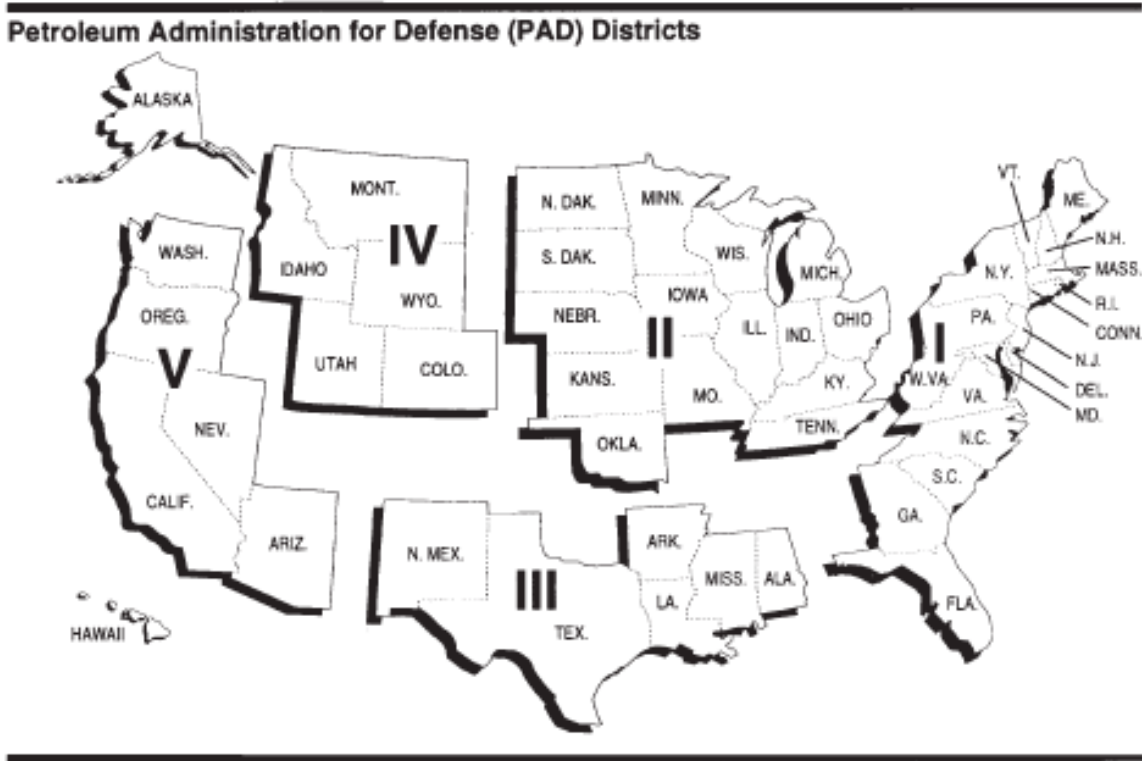 Petroleum Administration for Defense (PAD) Districts
ALASKA
MONT.
IV
IDAHO
WYO.
UTAH
COLO.
WASH.
OREG.
V
NEV.
CALIF.
ARIZ.
HAWAII
N. DAK.
MINN.
S. DAK.
WIS.
MICH.
IOWA
NEBR.
II
ILL.
IND.
OHIO
KANS.
MO.
KY.
OKLA.
TENN.
N. MEX.
III
TEX.
ARK.
LA.
MISS.
ALA.
VT.
ME.
N.H.
N.Y.
MASS.
R.I.
PA.
CONN.
I
N.J.
W.VA.
DEL.
VA.
MD.
N.C.
S.C.
GA.
FLA.